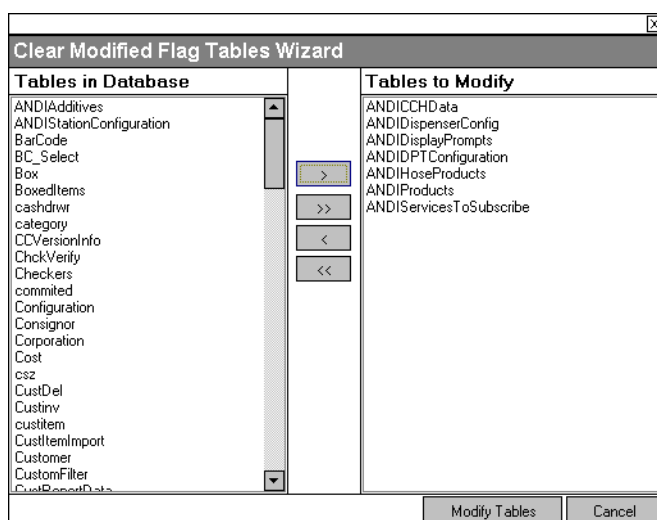 Clear Modified Flag Tables Wizard
Tables in Database
ANDIAdditives
ANDIStationConfiguration
BarCode
BC_Select
Box
BoxedItems
cashdrwr
category
CCVersionInfo
ChckVerify
Checkers
commited
Configuration
Consignor
Corporation
Cost
csz
CustDel
Custinv
custitem
CustItemImport
Customer
CustomFilter
CustReportData
>
>>
<
<<
Tables to Modify
ANDICCHData
ANDIDispenserConfig
ANDIDisplayPrompts
ANDIDPTConfiguration
ANDIHoseProducts
ANDIProducts
ANDIServicesToSubscribe
Modify Tables
Cancel